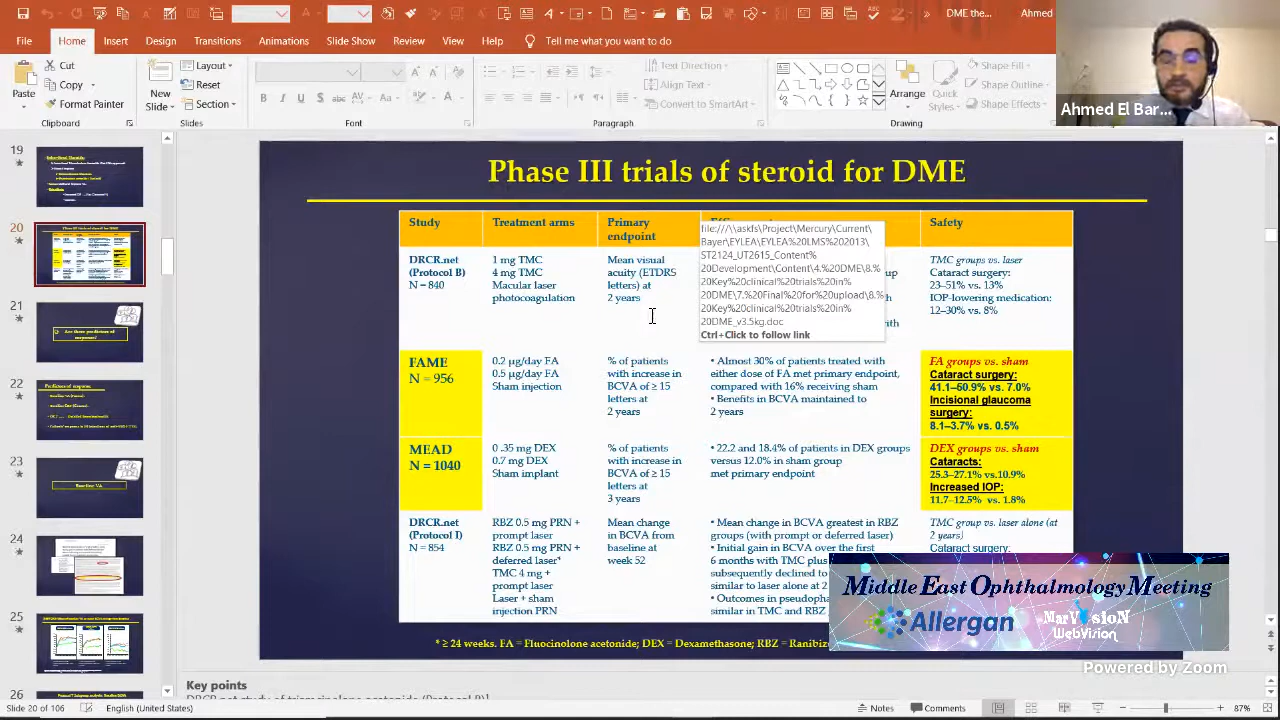 DME the...
Ahmed
File
Home
Insert
Design
Transitions
Animations
Slide Show
Review
View
Help
Tell me what you want to do
Paste
Cut
Copy
Format Painter
Clipboard
New
Slide
Layout
Reset
Section
Slides
Font
Text Direction
Align Text
Convert to SmartArt
Paragraph
Arrange
Quick
Styles
Shape Fill
Shape Outline
Shape Effects
Drawing
Ahmed El Bar...
19
20
21
22
23
24
25
26
Phase III trials of steroid for DME
Study
Treatment arms
Primary
endpoint
Safety
DRCR.net
(Protocol B)
N = 840
1 mg TMC
4 mg TMC
Macular laser
photocoagulation
Mean visual
acuity (ETDRS
letters) at
2 years
file:///\\askfs\Project\Mercury\Current\
Bayer\EYLEA\EYLEA%20LMS%202013\
ST2124_UT2615_Content%
20Development\Content\4.%20DME\8.%
20Key%20clinical%20trials%20in%
20DME\7.%20Final%20for%20upload\8.%
20Key%20clinical%20trials%20in%
20DME_v3.5kg.doc
Ctrl+Click to follow link
TMC groups vs. laser
Cataract surgery:
23–51% vs. 13%
IOP-lowering medication:
12–30% vs. 8%
FAME
N = 956
0.2 µg/day FA
0.5 µg/day FA
Sham injection
% of patients
with increase in
BCVA of ≥ 15
letters at
2 years
• Almost 30% of patients treated with
either dose of FA met primary endpoint,
compared with 16% receiving sham
• Benefits in BCVA maintained to
2 years
FA groups vs. sham
Cataract surgery:
41.1–50.9% vs. 7.0%
Incisional glaucoma
surgery:
8.1–3.7% vs. 0.5%
MEAD
N = 1040
0 .35 mg DEX
0.7 mg DEX
Sham implant
% of patients
with increase in
BCVA of ≥ 15
letters at
3 years
• 22.2 and 18.4% of patients in DEX groups
versus 12.0% in sham group
met primary endpoint
DEX groups vs. sham
Cataracts:
25.3–27.1% vs.10.9%
Increased IOP:
11.7–12.5% vs. 1.8%
DRCR.net
(Protocol I)
N = 854
RBZ 0.5 mg PRN +
prompt laser
RBZ 0.5 mg PRN +
deferred laser*
TMC 4 mg +
prompt laser
Laser + sham
injection PRN
Mean change
in BCVA from
baseline at
week 52
• Mean change in BCVA greatest in RBZ
groups (with prompt or deferred laser)
• Initial gain in BCVA over the first
6 months with TMC plus
subsequently declined to
similar to laser alone at 2
• Outcomes in pseudopha
similar in TMC and RBZ
TMC group vs. laser alone (at
2 years)
Cataract surgery:
* ≥ 24 weeks. FA = Fluocinolone acetonide; DEX = Dexamethasone; RBZ = Ranibiz
Middle East Ophthalmology Meeting
Allergan
MarVision
WebVision
Powered by Zoom
Key points
Slide 20 of 106
English (United States)
Notes
Comments
87%